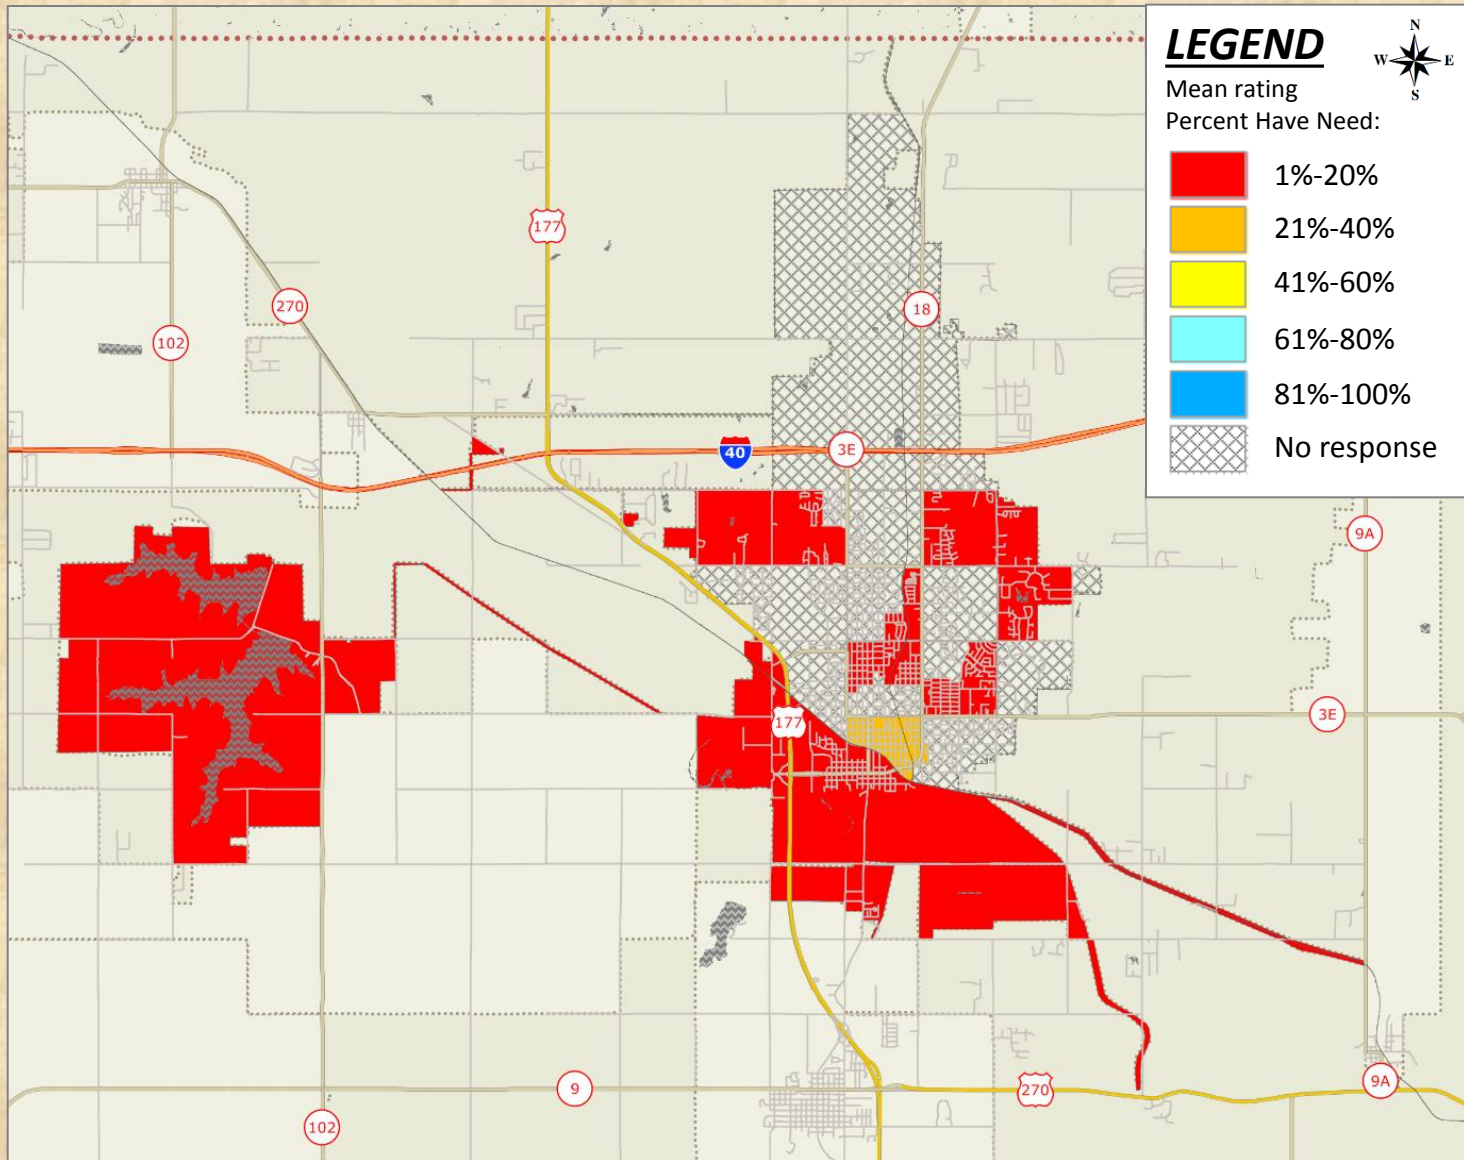 LEGEND
N
W E
S
Mean rating
Percent Have Need:
1%-20%
21%-40%
41%-60%
61%-80%
81%-100%
No response
177
270
18
102
40
3E
9A
3E
177
9
270
9A
102